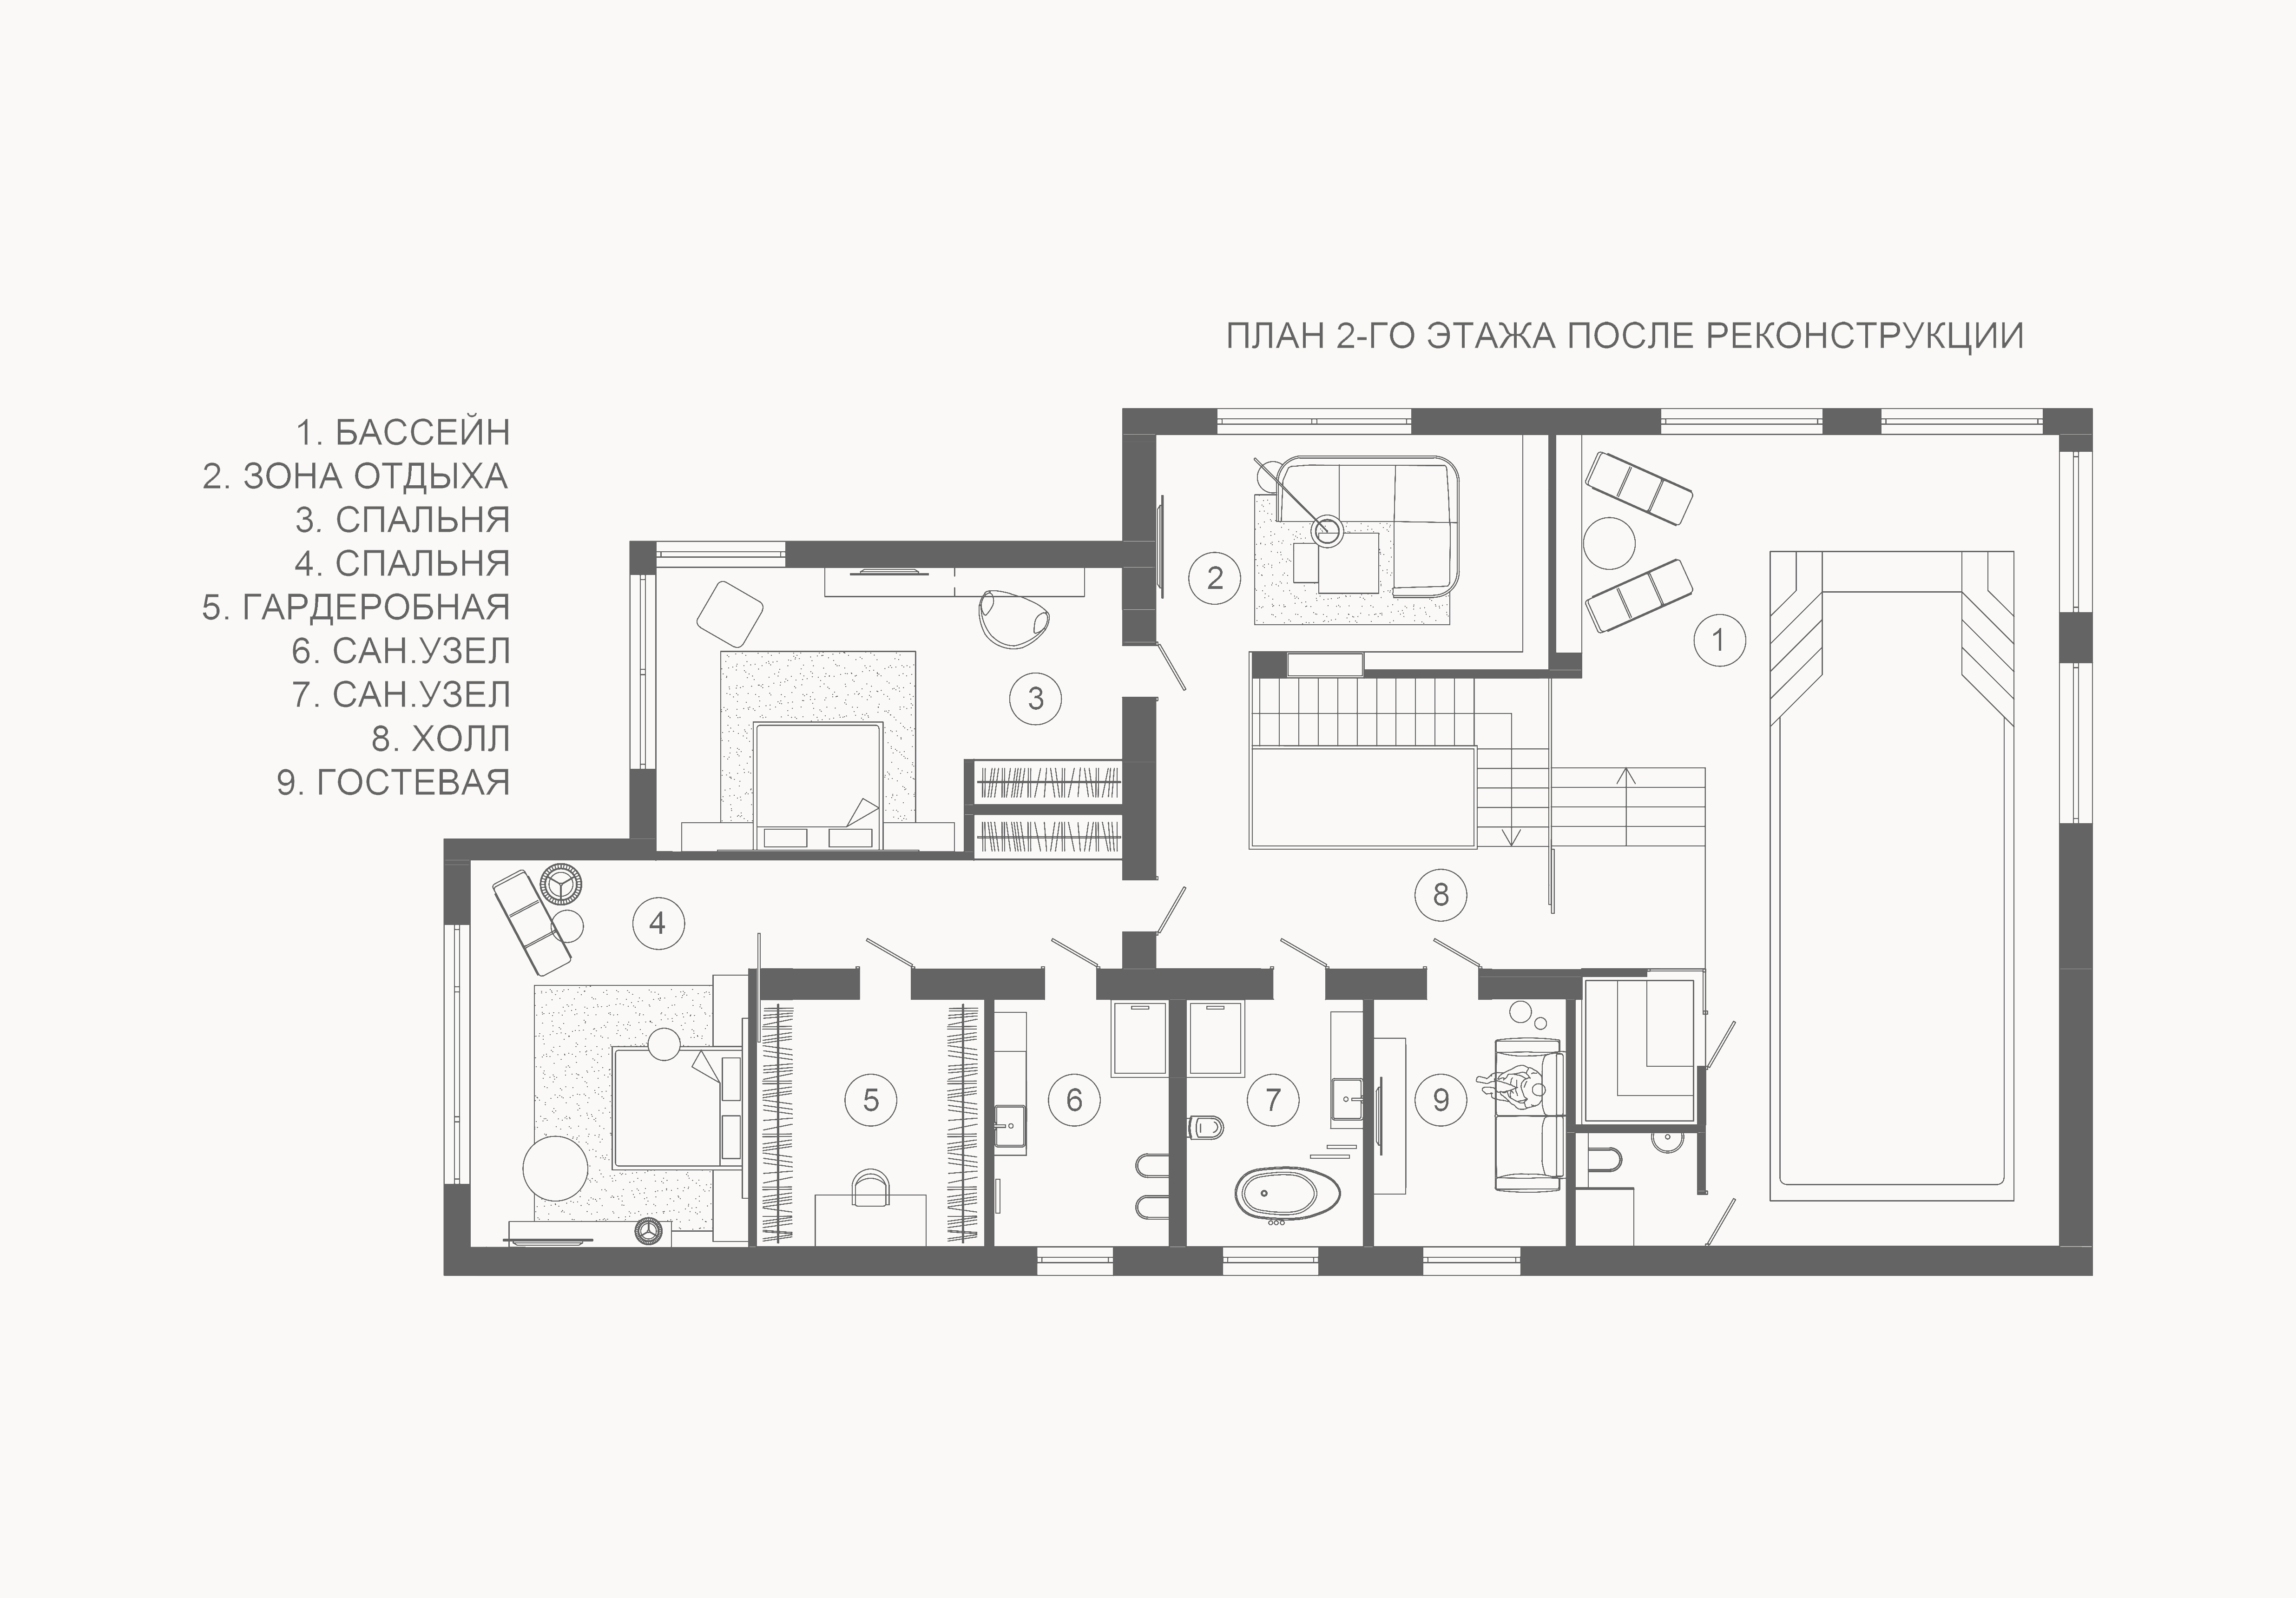 ПЛАН 2-ГО ЭТАЖА ПОСЛЕ РЕКОНСТРУКЦИИ
1. БАССЕЙН
2. ЗОНА ОТДЫХА
3. СПАЛЬНЯ
4. СПАЛЬНЯ
5. ГАРДЕРОБНАЯ
6. САН.УЗЕЛ
7. САН.УЗЕЛ
8. ХОЛЛ
9. ГОСТЕВАЯ
2
1
3
8
4
5
6
7
9